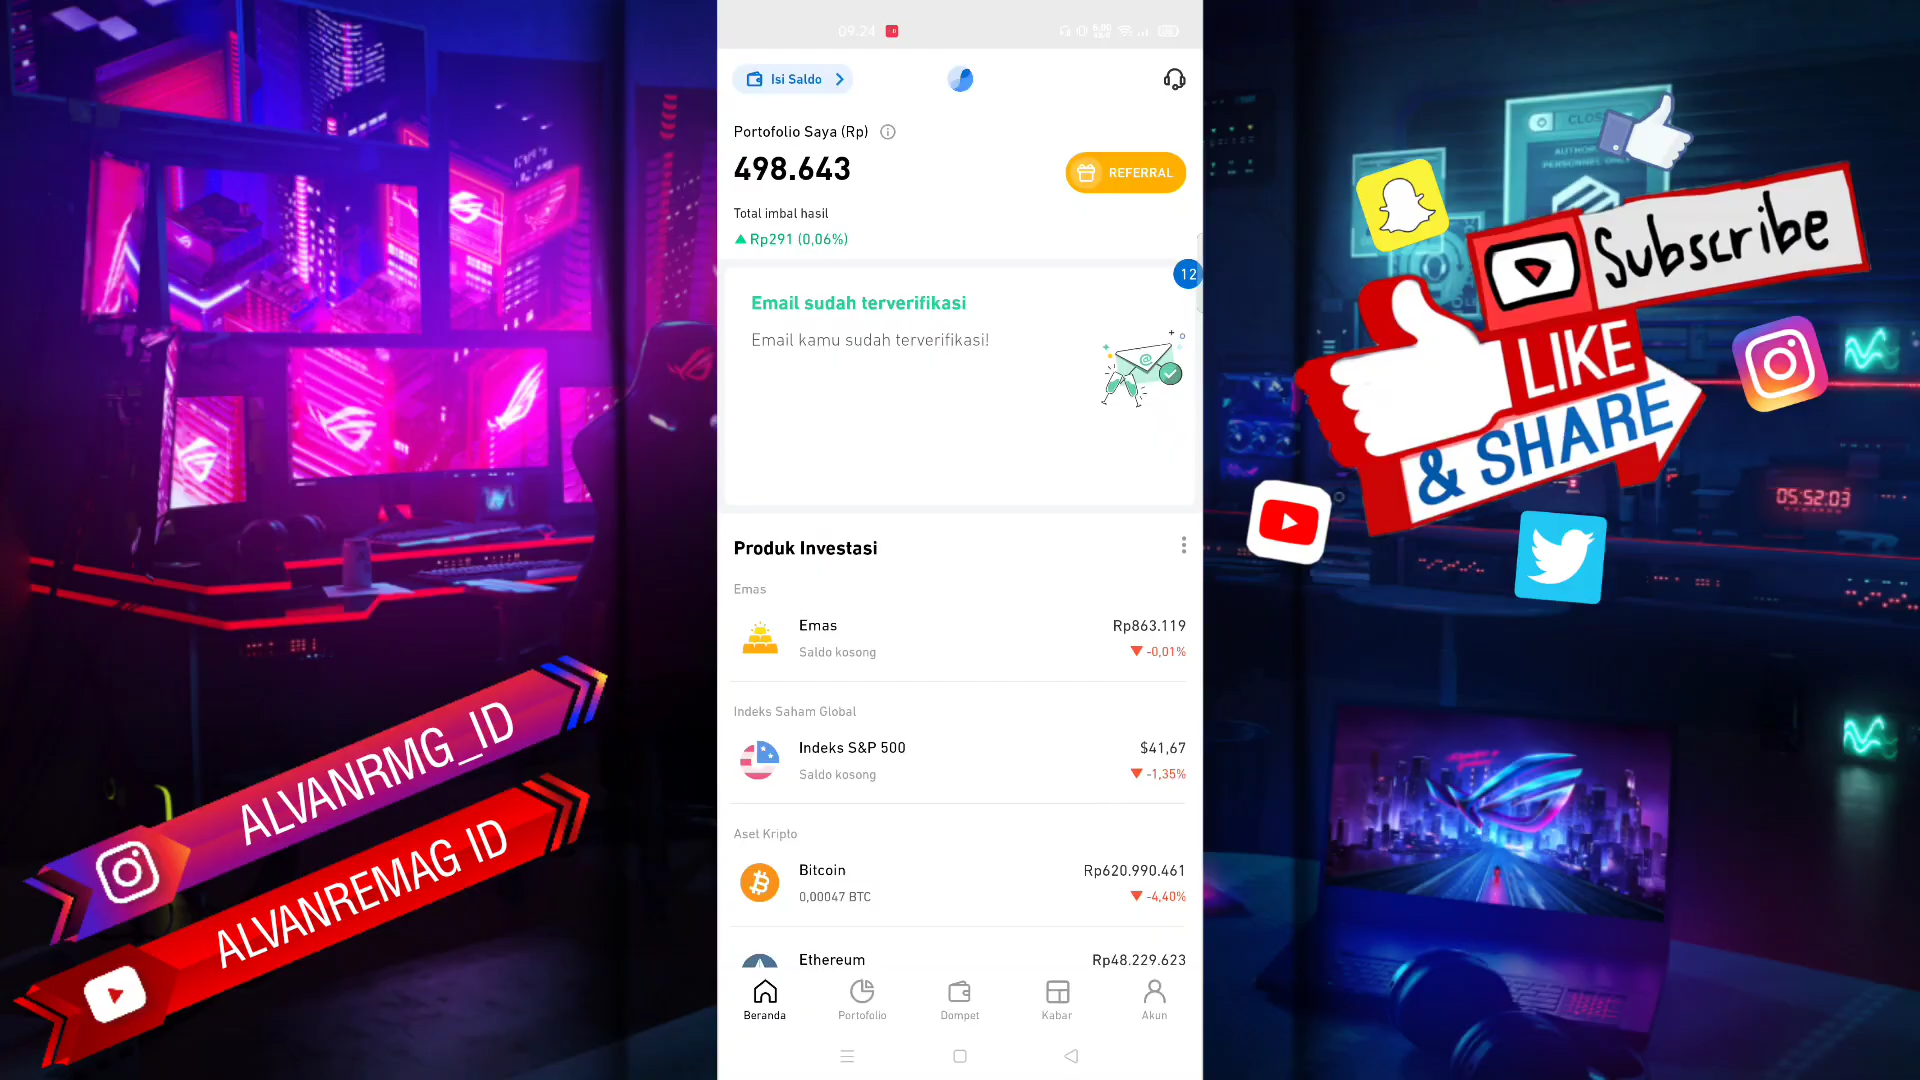 09.24
Isi Saldo
Portofolio Saya (Rp)
498.643
REFERRAL
Total imbal hasil
Rp291 (0,06%)
12
Email sudah terverifikasi
Email kamu sudah terverifikasi!
@
Produk Investasi
Emas
Emas
Rp863.119
Saldo kosong
-0,01%
Indeks Saham Global
Indeks S&P 500
$41,67
Saldo kosong
-1,35%
Aset Kripto
Bitcoin
Rp620.990.461
0,00047 BTC
-4,40%
Ethereum
Rp48.229.623
Beranda
Portofolio
Dompet
Kabar
Akun
ALVANRMG_ID
ALVANREMAG ID
Subscribe
LIKE
& SHARE
05:52:03